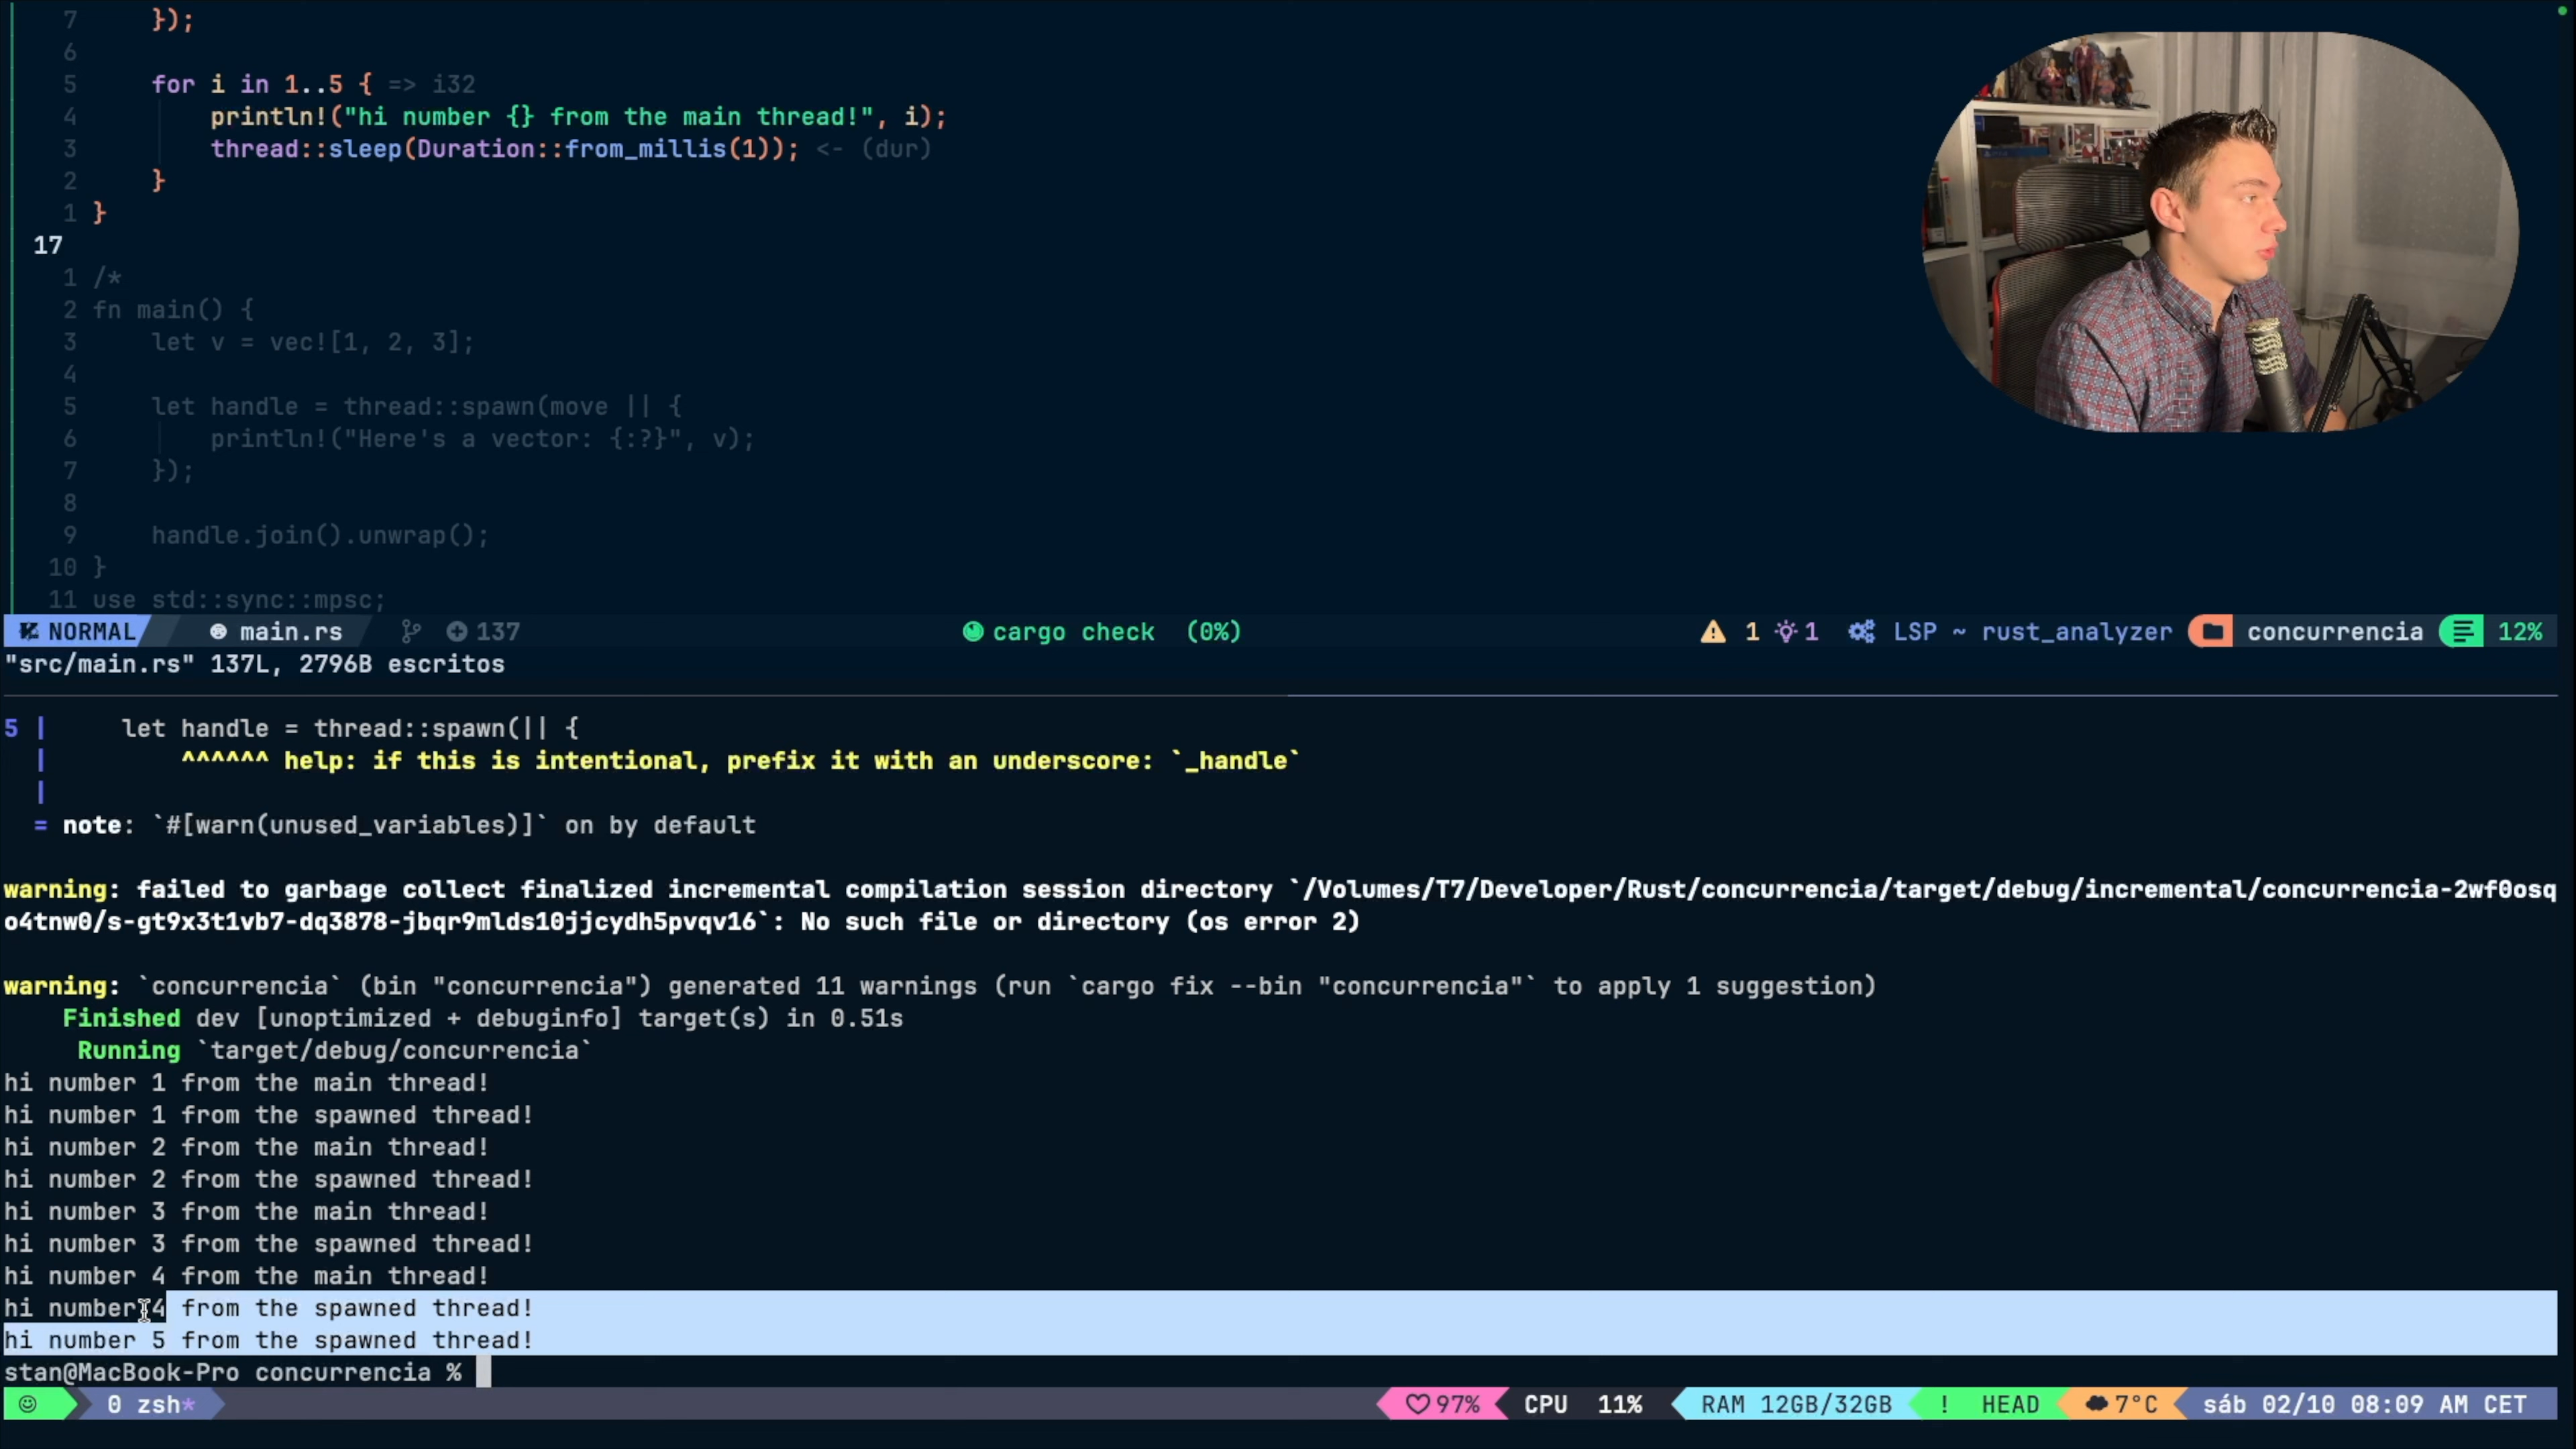 7 });
6
5 for i in 1..5 { => i32
4 println!("hi number {} from the main thread!", i);
3 thread::sleep(Duration::from_millis(1)); <- (dur)
2 }
1 }
17
1 /*
2 fn main() {
3 let v = vec![1, 2, 3];
4
5 let handle = thread::spawn(move || {
6 println!("Here's a vector: {:?}", v);
7 });
8
9 handle.join().unwrap();
10 }
11 use std::sync::mpsc;
NORMAL main.rs 137 cargo check (0%) 1 1 LSP ~ rust_analyzer concurrencia 12%
"src/main.rs" 137L, 2796B escritos
5 | let handle = thread::spawn(|| {
| ^^^^^^ help: if this is intentional, prefix it with an underscore: `_handle`
|
= note: `#[warn(unused_variables)]` on by default
warning: failed to garbage collect finalized incremental compilation session directory `/Volumes/T7/Developer/Rust/concurrencia/target/debug/incremental/concurrencia-2wf0osq
o4tnw0/s-gt9x3t1vb7-dq3878-jbqr9mlds10jjcydh5pvqv16`: No such file or directory (os error 2)
warning: `concurrencia` (bin "concurrencia") generated 11 warnings (run `cargo fix --bin "concurrencia"` to apply 1 suggestion)
Finished dev [unoptimized + debuginfo] target(s) in 0.51s
Running `target/debug/concurrencia`
hi number 1 from the main thread!
hi number 1 from the spawned thread!
hi number 2 from the main thread!
hi number 2 from the spawned thread!
hi number 3 from the main thread!
hi number 3 from the spawned thread!
hi number 4 from the main thread!
hi number 4 from the spawned thread!
hi number 5 from the spawned thread!
stan@MacBook-Pro concurrencia %
0 zsh* 97% CPU 11% RAM 12GB/32GB ! HEAD 7°C sáb 02/10 08:09 AM CET